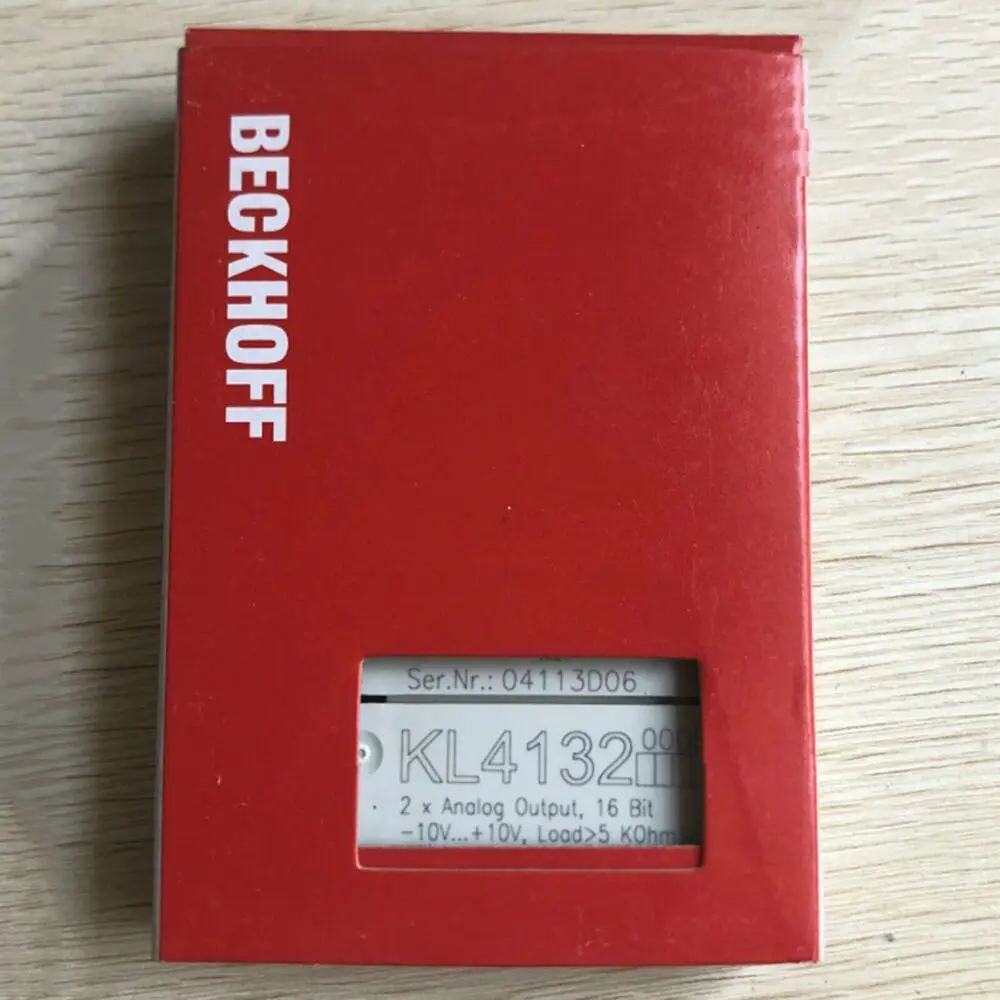 BECKHOFF
Ser.Nr.: 04113D06
KL4132
2 x Analog Output, 16 Bit
-10V...+10V, Load>5 KOhm